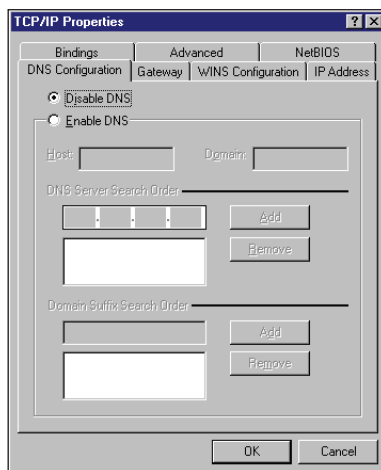 TCP/IP Properties
Bindings Advanced NetBIOS
DNS Configuration Gateway WINS Configuration IP Address
Disable DNS
Enable DNS
Host: Domain:
DNS Server Search Order
Add
Remove
Domain Suffix Search Order
Add
Remove
OK Cancel